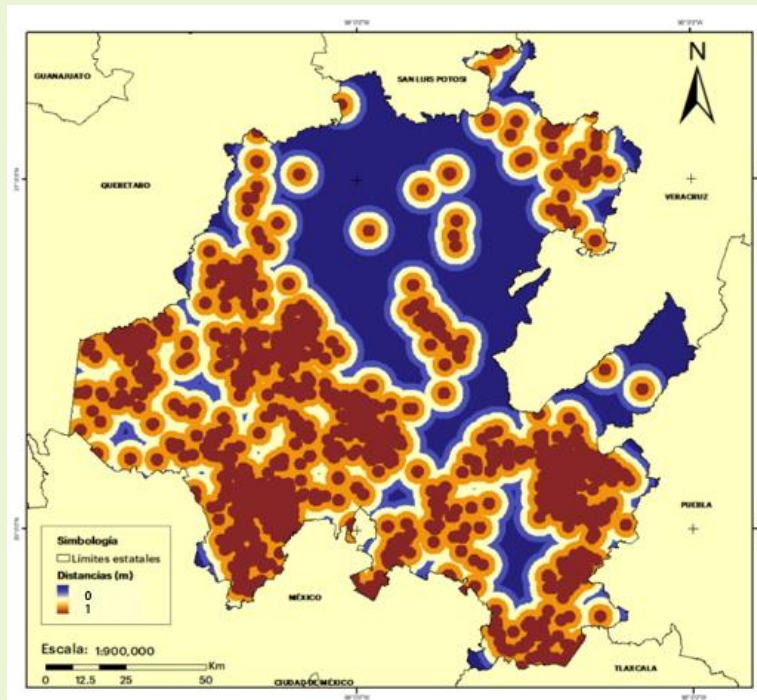 N
GUANAJUATO
SAN LUIS POTOSI
QUERETARO
VERACRUZ
PUEBLA
Simbología
Límites estatales
Distancias (m)
0
1
MÉXICO
Escala: 1:900,000
Km
0 12.5 25 50
CIUDAD DE MÉXICO
TLAXCALA